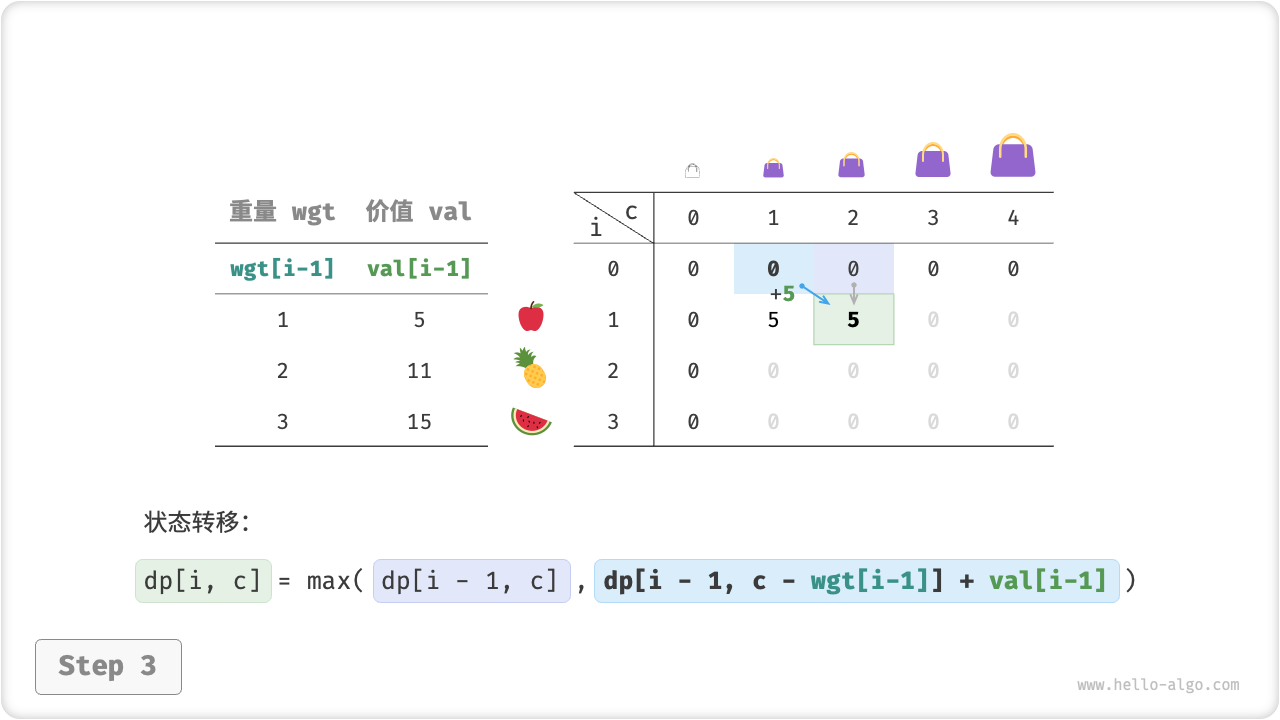 重量 wgt 价值 val
wgt[i-1] val[i-1]
1 5
2 11
3 15
c
i
0 1 2 3 4
0 0 0 0 0 0
+5
1 0 5 5 0 0
2 0 0 0 0 0
3 0 0 0 0 0
状态转移：
dp[i, c] = max( dp[i - 1, c] , dp[i - 1, c - wgt[i-1]] + val[i-1] )
Step 3
www.hello-algo.com